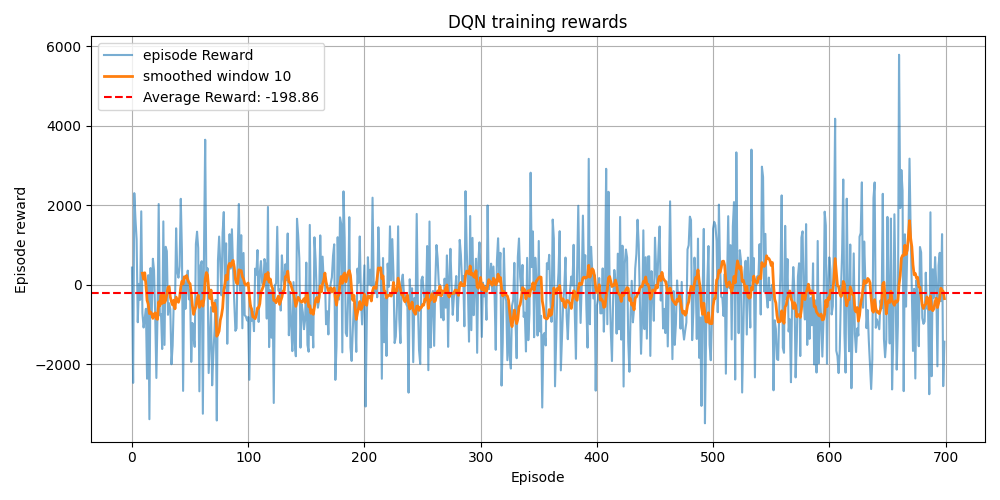 DQN training rewards
episode Reward
smoothed window 10
Average Reward: -198.86
Episode reward
6000
4000
2000
0
−2000
0 100 200 300 400 500 600 700
Episode